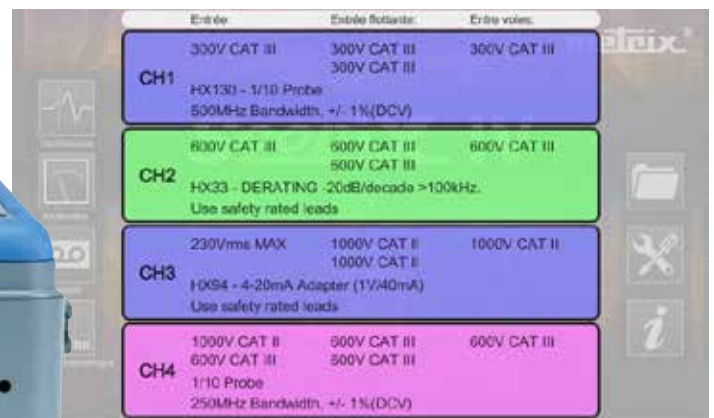 Entrée: Entrée flottante: Entre voies:
metrix
CH1
300V CAT III 300V CAT III 300V CAT III
300V CAT III
HX130 - 1/10 Probe
500MHz Bandwidth, +/- 1%(DCV)
CH2
600V CAT III 600V CAT III 600V CAT III
600V CAT III
HX33 - DERATING -20dB/decade >100kHz.
Use safety rated leads
CH3
230Vrms MAX 1000V CAT II 1000V CAT II
1000V CAT II
HX94 - 4-20mA Adapter (1V/40mA)
Use safety rated leads
CH4
1000V CAT II 600V CAT III 600V CAT III
600V CAT III 600V CAT III
1/10 Probe
250MHz Bandwidth, +/- 1%(DCV)